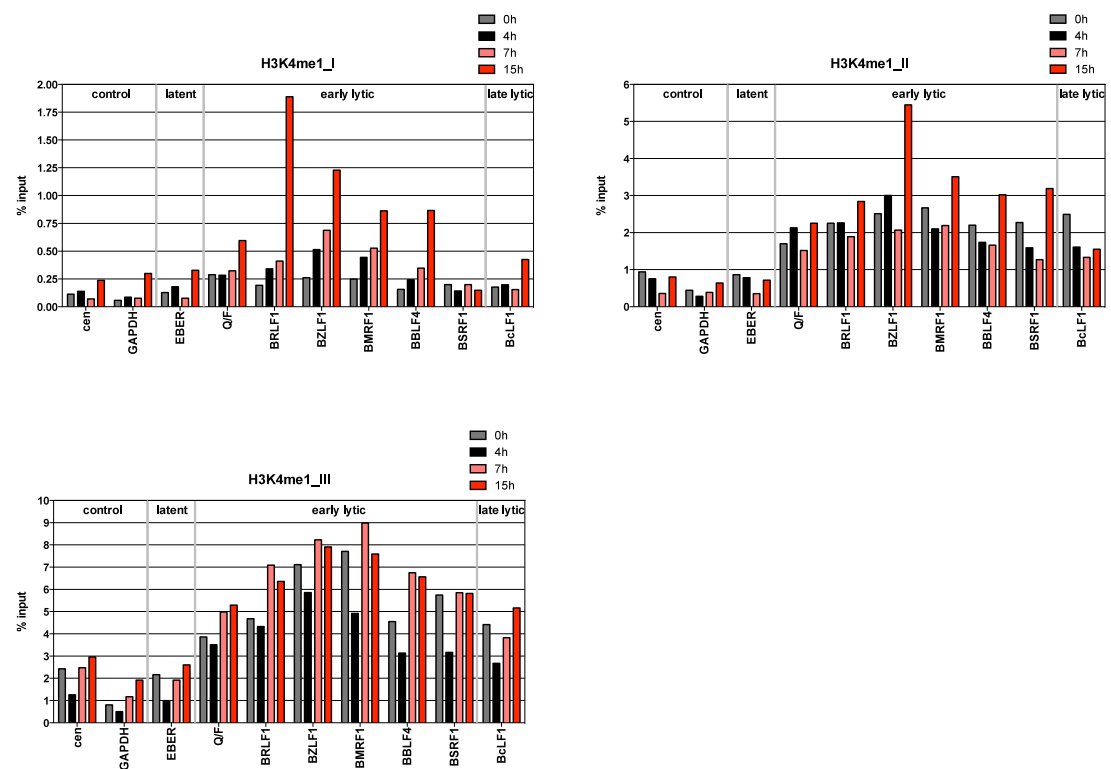 0h
4h
7h
15h
H3K4me1_I
2.00
1.75
1.50
1.25
1.00
0.75
0.50
0.25
0.00
% input
control
latent
early lytic
late lytic
cen
GAPDH
EBER
Q/F
BRLF1
BZLF1
BMRF1
BBLF4
BSRF1
BcLF1
0h
4h
7h
15h
H3K4me1_II
6
5
4
3
2
1
0
% input
control
latent
early lytic
late lytic
cen
GAPDH
EBER
Q/F
BRLF1
BZLF1
BMRF1
BBLF4
BSRF1
BcLF1
0h
4h
7h
15h
H3K4me1_III
10
9
8
7
6
5
4
3
2
1
0
% input
control
latent
early lytic
late lytic
cen
GAPDH
EBER
Q/F
BRLF1
BZLF1
BMRF1
BBLF4
BSRF1
BcLF1